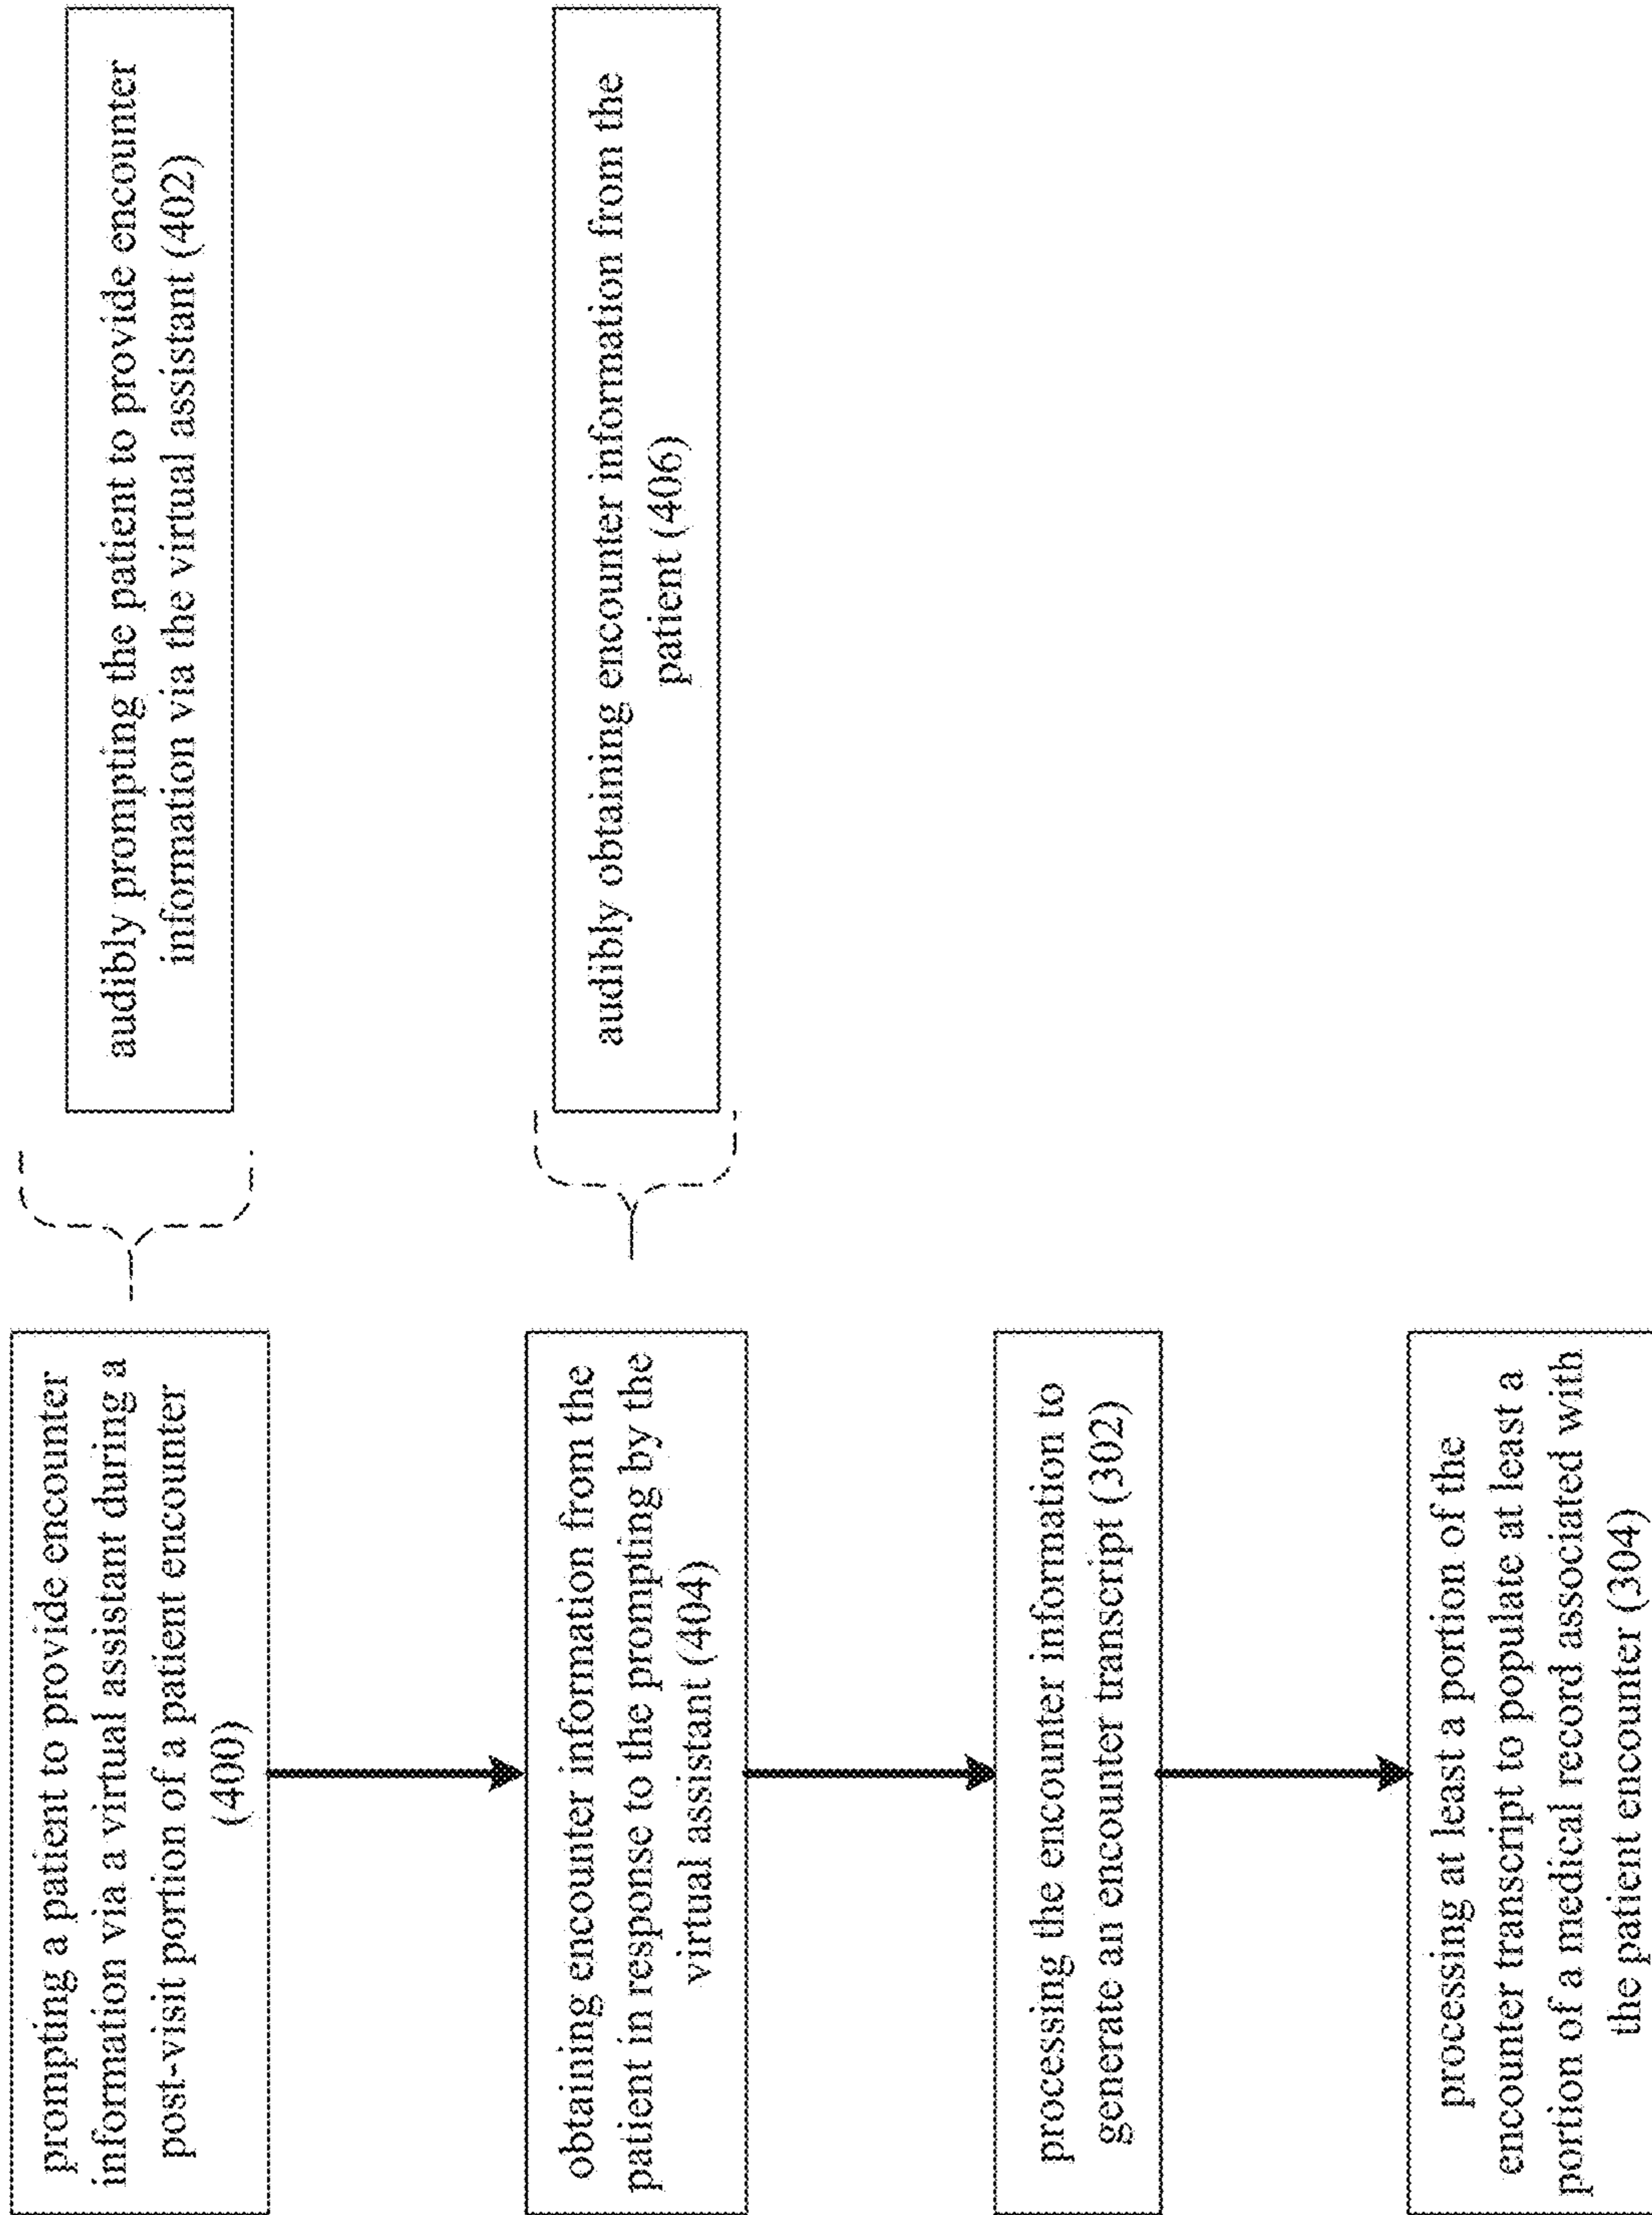 prompting a patient to provide encounter
information via a virtual assistant during a
post-visit portion of a patient encounter
(400)
audibly prompting the patient to provide encounter
information via the virtual assistant (402)
obtaining encounter information from the
patient in response to the prompting by the
virtual assistant (404)
audibly obtaining encounter information from the
patient (406)
processing the encounter information to
generate an encounter transcript (302)
processing at least a portion of the
encounter transcript to populate at least a
portion of a medical record associated with
the patient encounter (304)